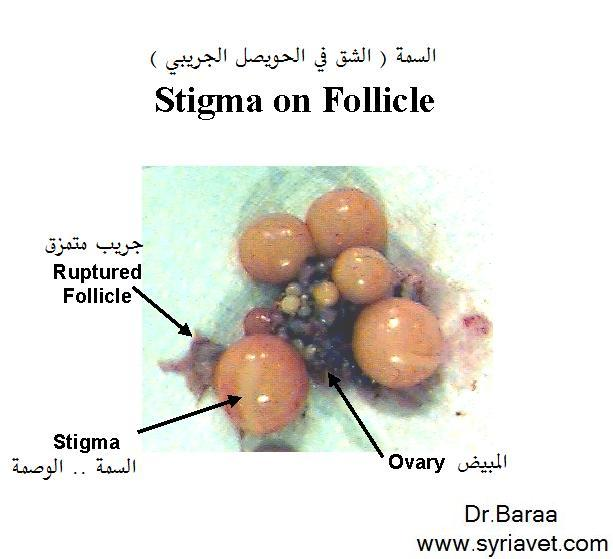 السمة ( الشق في الحويصل الجريبي )
Stigma on Follicle
جريب متمزق
Ruptured
Follicle
Stigma
السمة .. الوصمة
Ovary المبيض
Dr.Baraa
www.syriavet.com